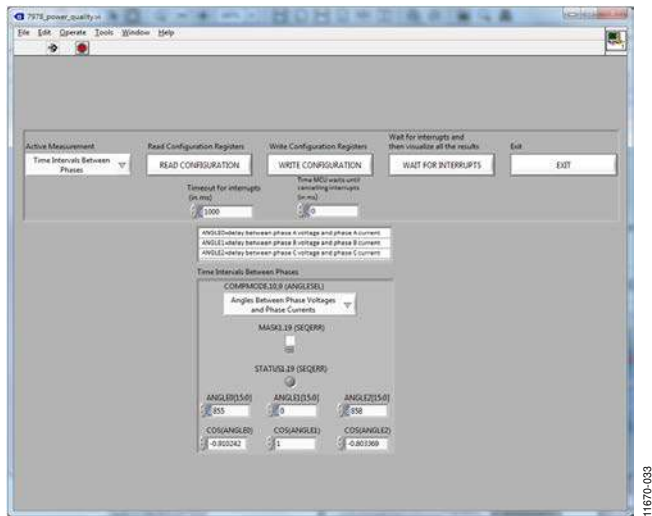 7978_power_quality.vi
File Edit Operate Tools Window Help
Active Measurement
Time Intervals Between
Phases
Read Configuration Registers
READ CONFIGURATION
Write Configuration Registers
WRITE CONFIGURATION
Wait for interrupts and
then visualize all the results
WAIT FOR INTERRUPTS
Exit
EXIT
Timeout for interrupts
(in ms)
1000
Time MCU waits until
cancelling interrupts
(in ms)
0
ANGLE0=delay between phase A voltage and phase A current
ANGLE1=delay between phase B voltage and phase B current
ANGLE2=delay between phase C voltage and phase C current
Time Intervals Between Phases
COMPMODE.10,9 (ANGLESEL)
Angles Between Phase Voltages
and Phase Currents
MASK1.19 (SEQERR)
STATUS1.19 (SEQERR)
ANGLE0[15:0] ANGLE1[15:0] ANGLE2[15:0]
855 0 858
COS(ANGLE0) COS(ANGLE1) COS(ANGLE2)
-0.810242 1 -0.803369
11670-033